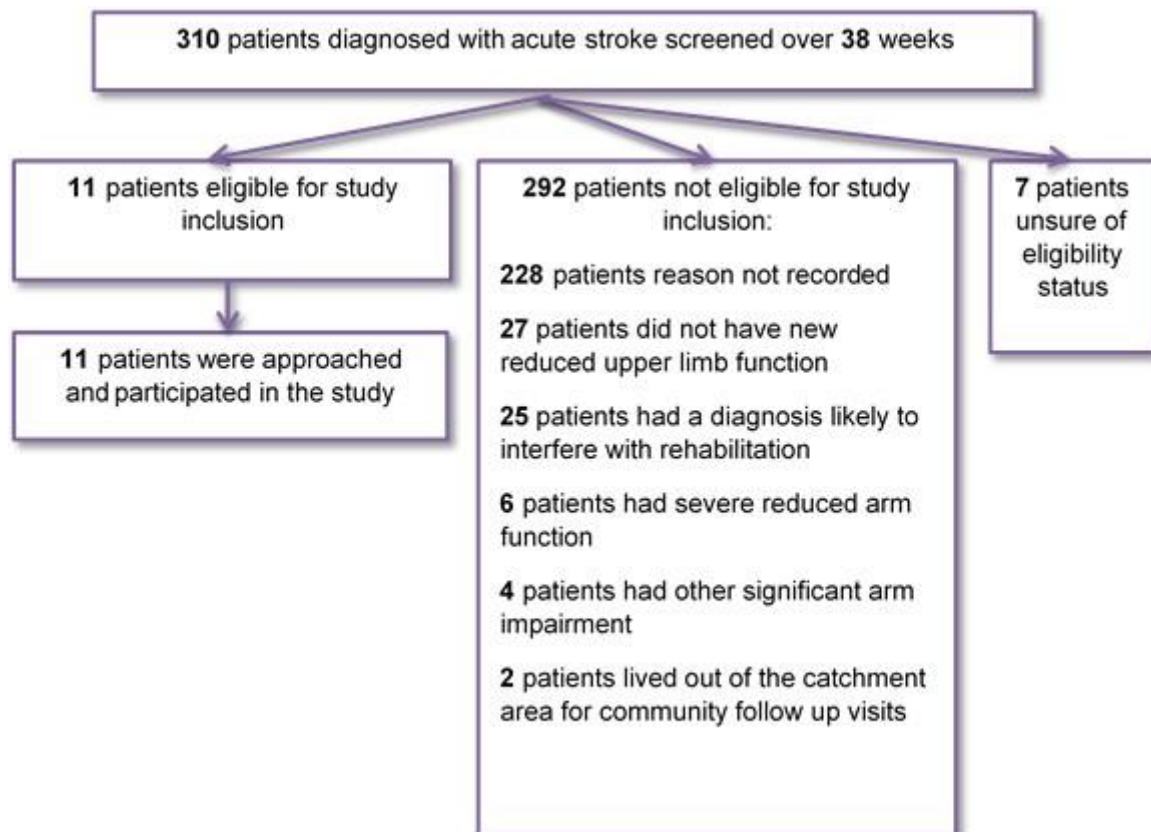 310 patients diagnosed with acute stroke screened over 38 weeks
11 patients eligible for study
inclusion
11 patients were approached
and participated in the study
292 patients not eligible for study
inclusion:
228 patients reason not recorded
27 patients did not have new
reduced upper limb function
25 patients had a diagnosis likely to
interfere with rehabilitation
6 patients had severe reduced arm
function
4 patients had other significant arm
impairment
2 patients lived out of the catchment
area for community follow up visits
7 patients
unsure of
eligibility
status